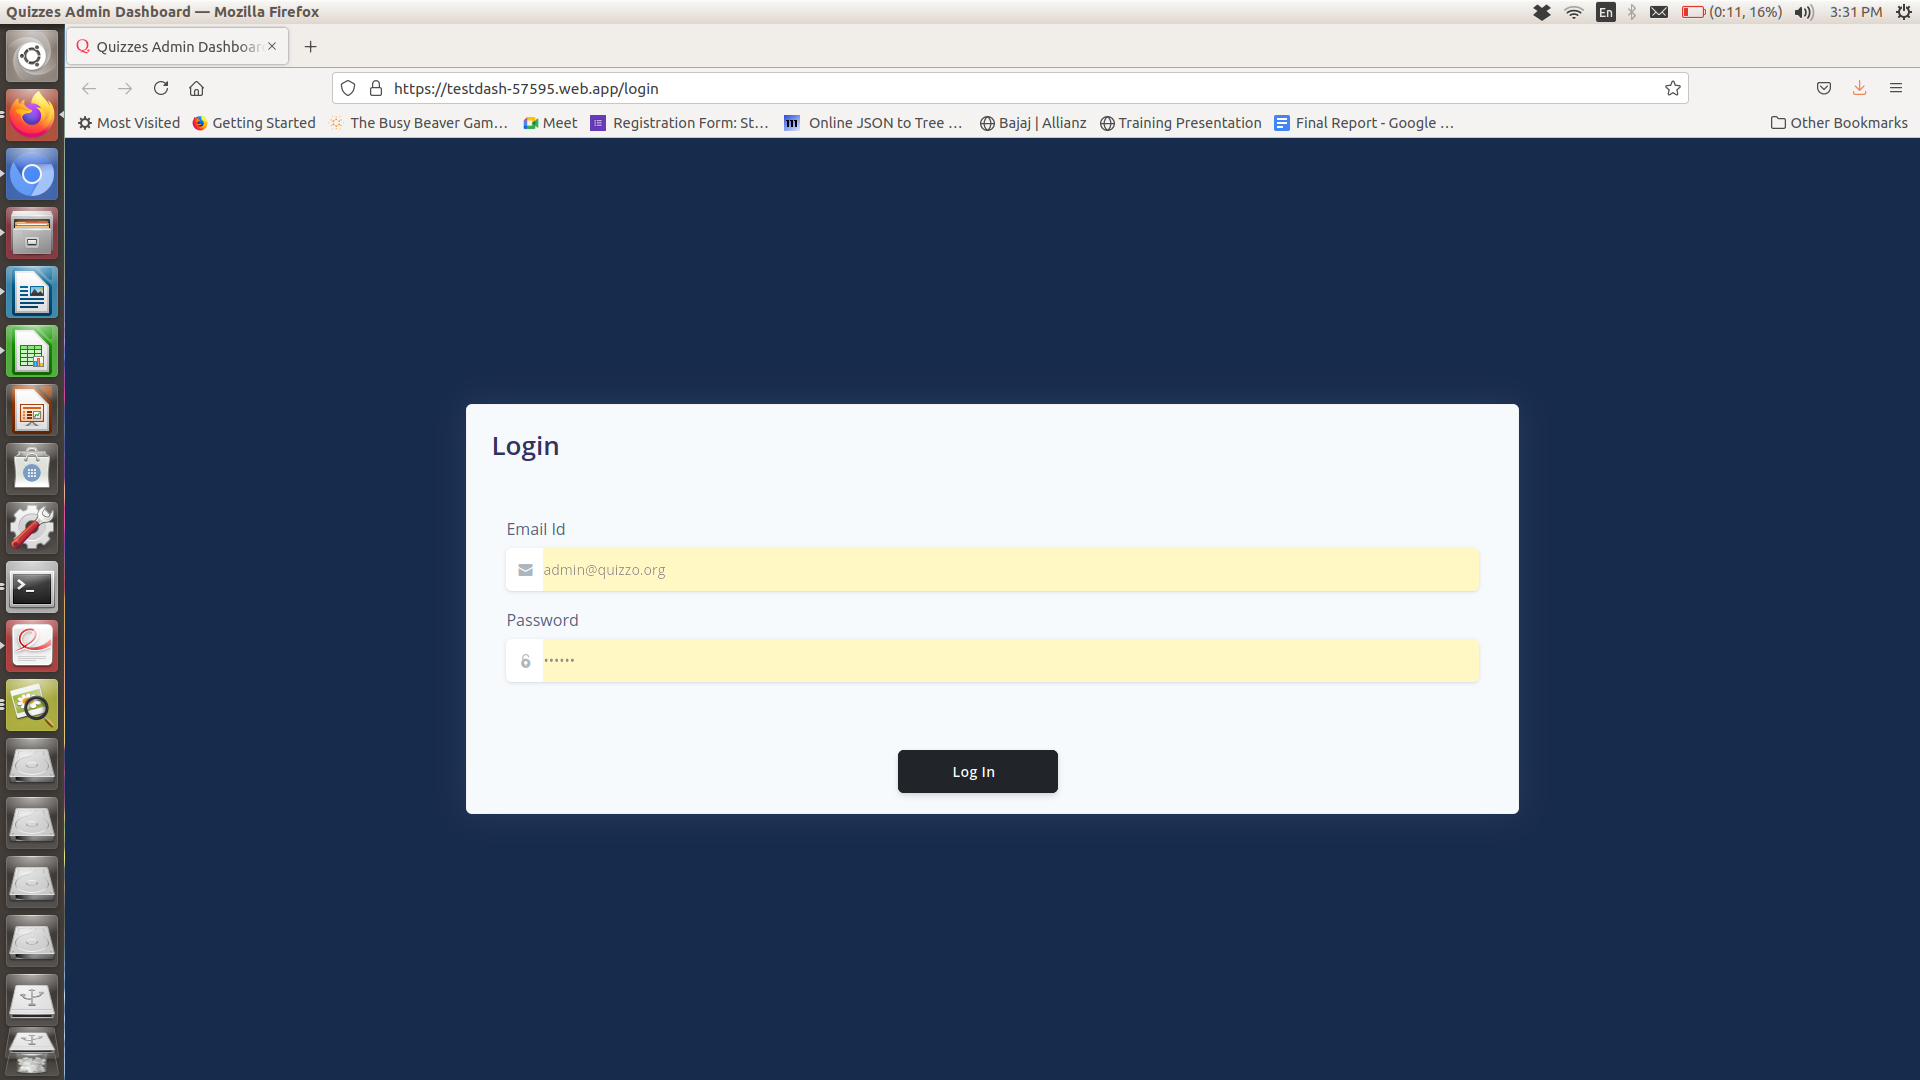 Quizzes Admin Dashboard — Mozilla Firefox
En
(0:11, 16%)
3:31 PM
Quizzes Admin Dashboar
https://testdash-57595.web.app/login
Most Visited
Getting Started
The Busy Beaver Gam...
Meet
Registration Form: St...
m
Online JSON to Tree ...
Bajaj | Allianz
Training Presentation
Final Report - Google ...
Other Bookmarks
Login
Email Id
admin@quizzo.org
Password
••••••
Log In